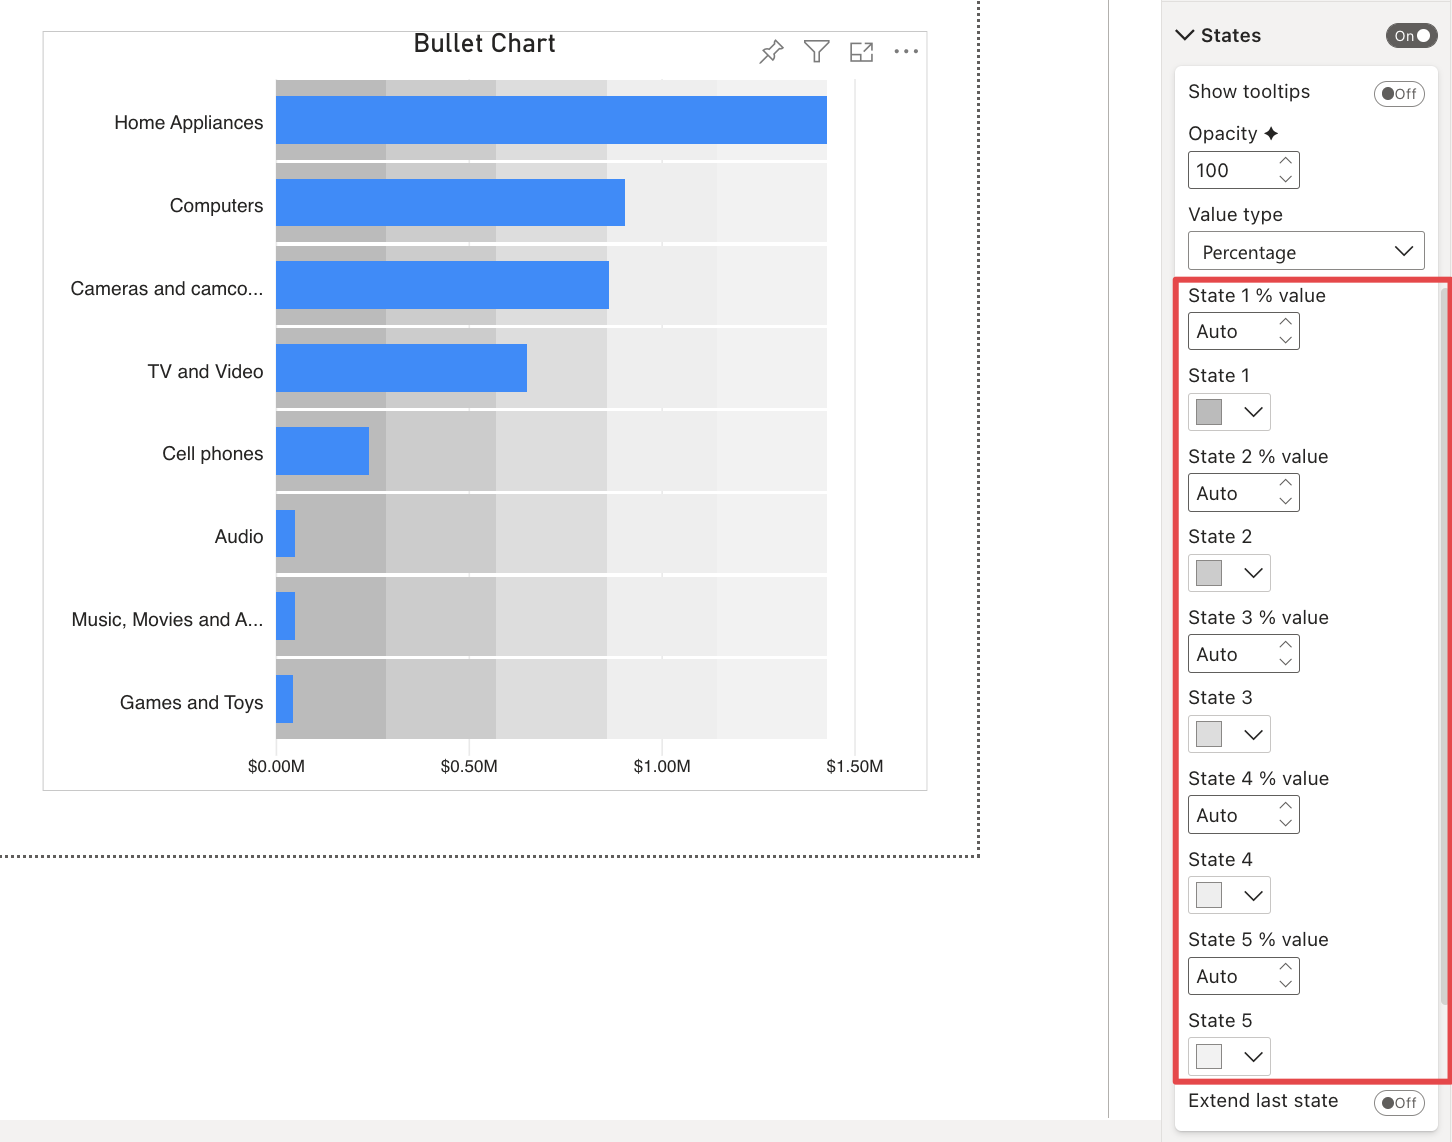 Bullet Chart
Home Appliances
Computers
Cameras and camco...
TV and Video
Cell phones
Audio
Music, Movies and A...
Games and Toys
$0.00M $0.50M $1.00M $1.50M
States On
Show tooltips Off
Opacity
100
Value type
Percentage
State 1 % value
Auto
State 1
State 2 % value
Auto
State 2
State 3 % value
Auto
State 3
State 4 % value
Auto
State 4
State 5 % value
Auto
State 5
Extend last state Off